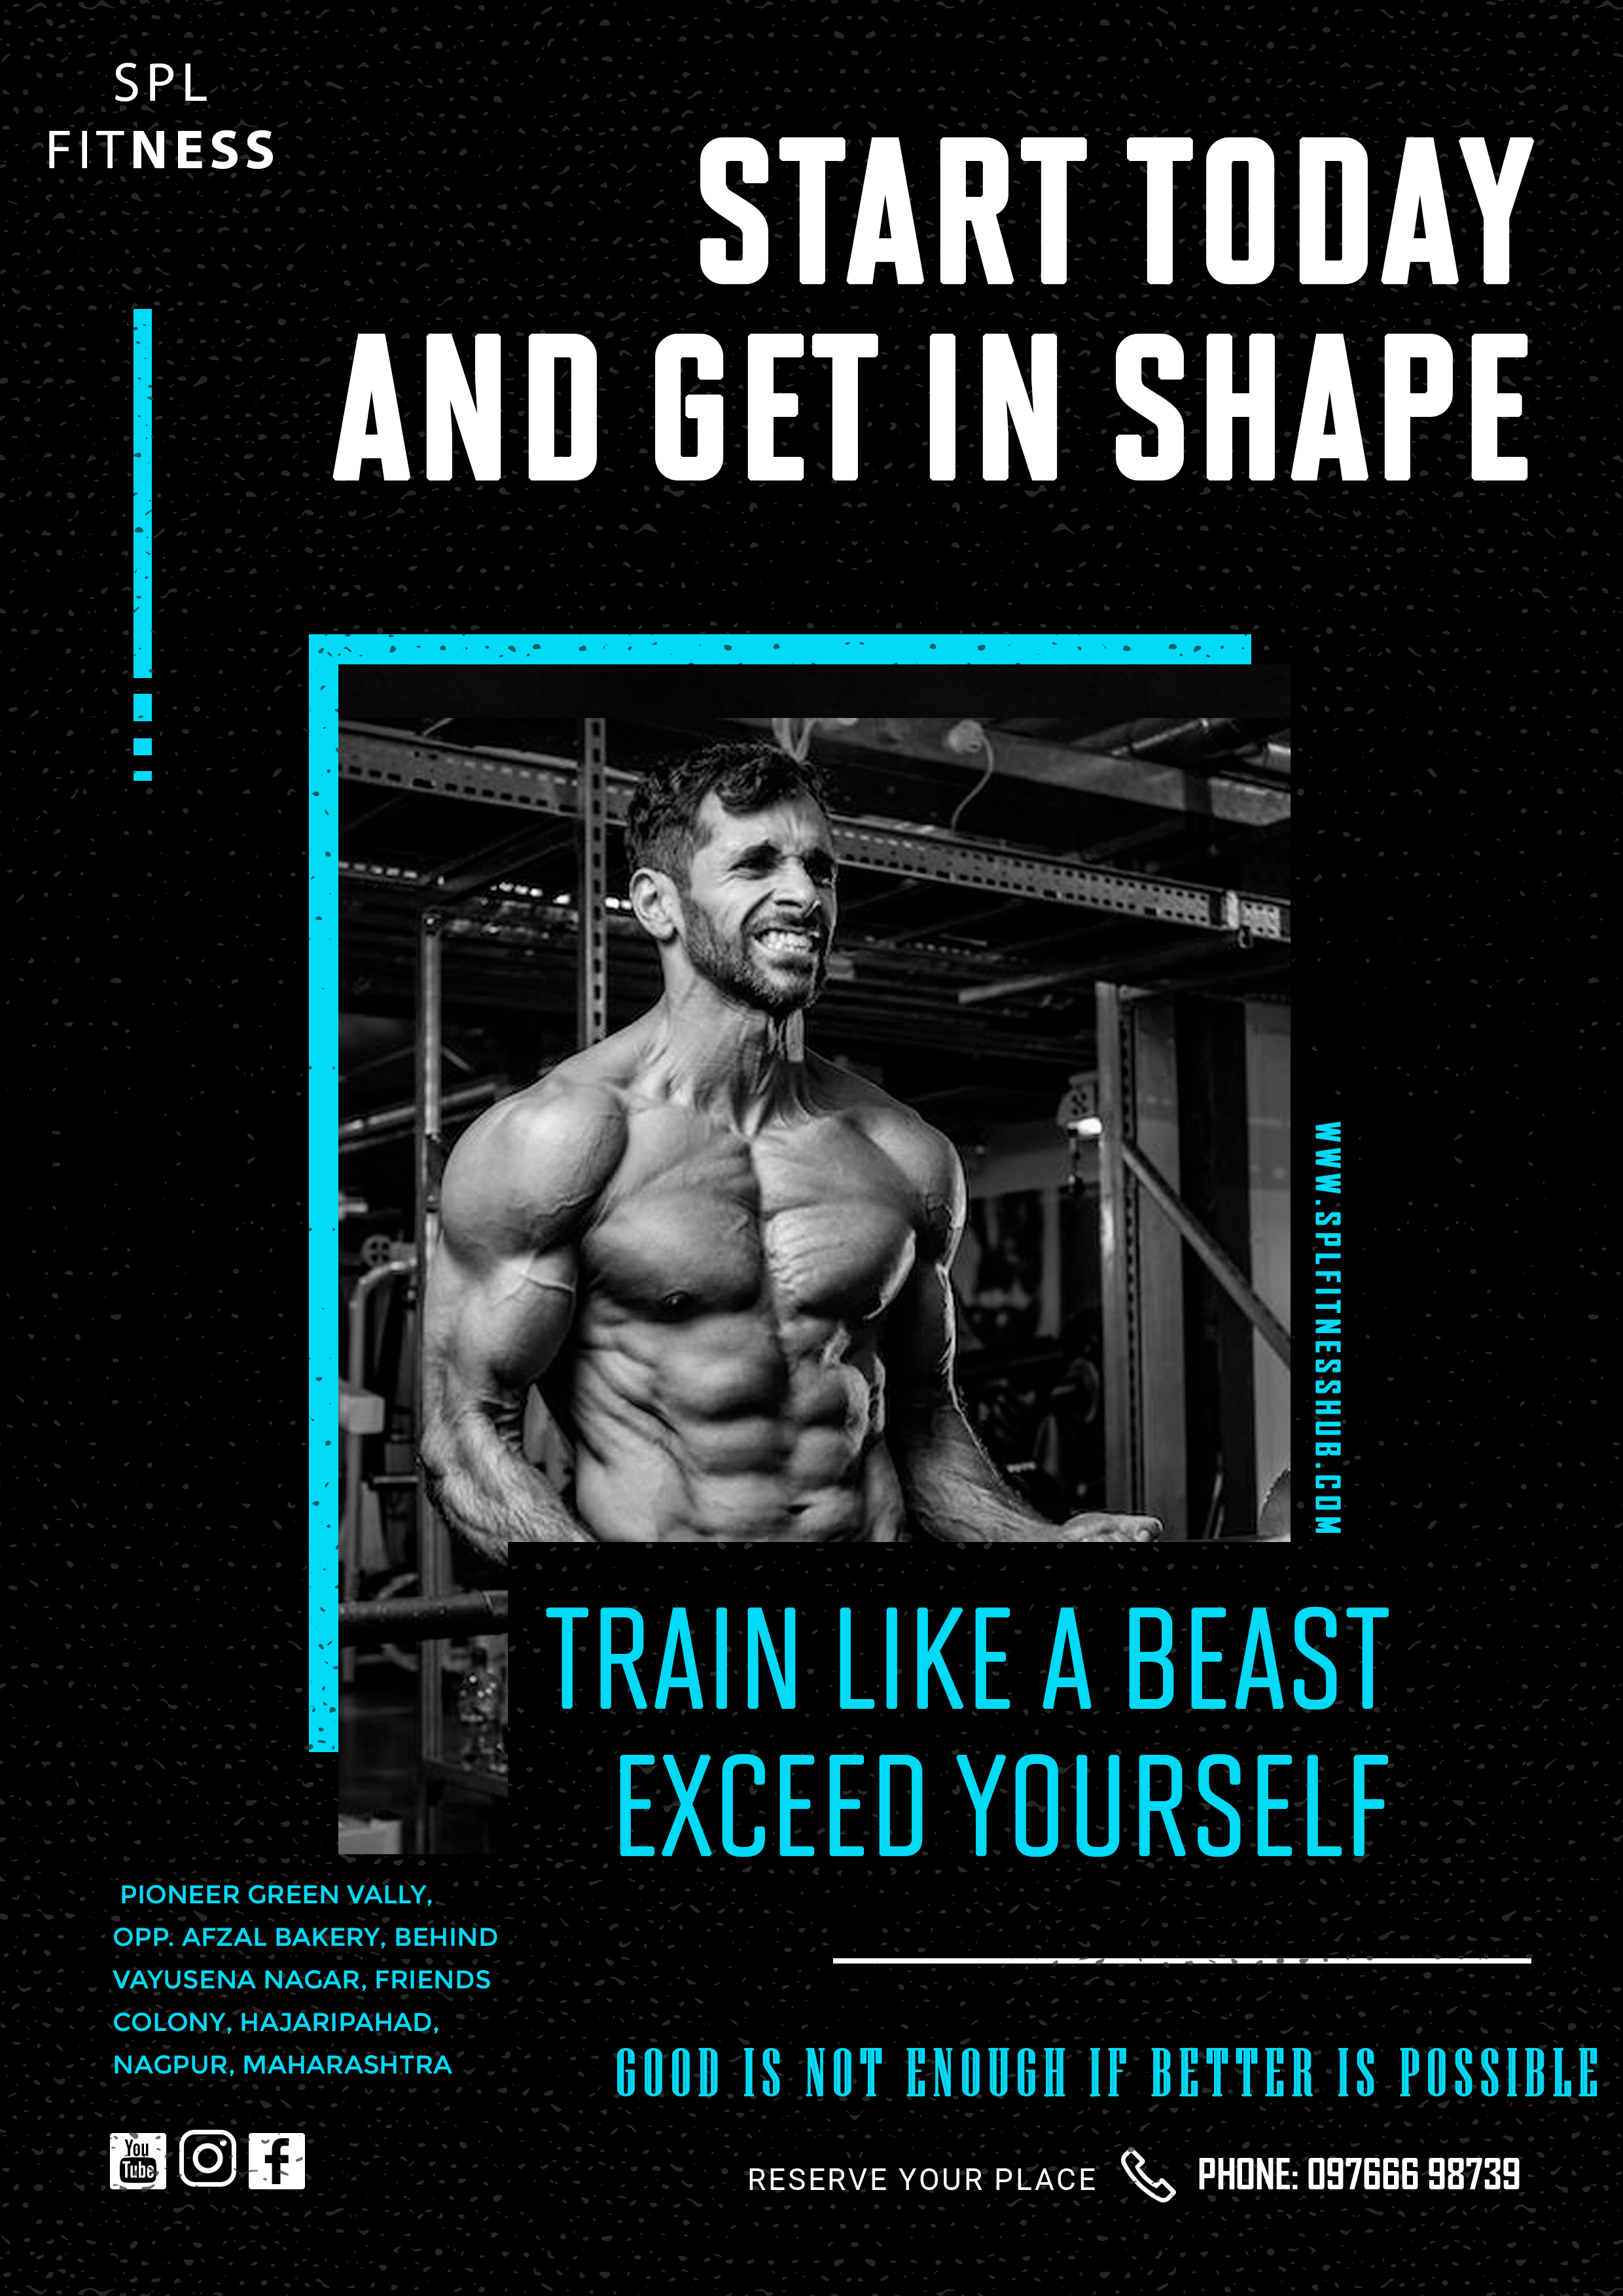 SPL
FITNESS
START TODAY
AND GET IN SHAPE
WWW.SPLFITNESSHUB.COM
TRAIN LIKE A BEAST
EXCEED YOURSELF
PIONEER GREEN VALLY,
OPP. AFZAL BAKERY, BEHIND
VAYUSENA NAGAR, FRIENDS
COLONY, HAJARIPAHAD,
NAGPUR, MAHARASHTRA
GOOD IS NOT ENOUGH IF BETTER IS POSSIBLE
You
Tube
RESERVE YOUR PLACE
PHONE: 097666 98739